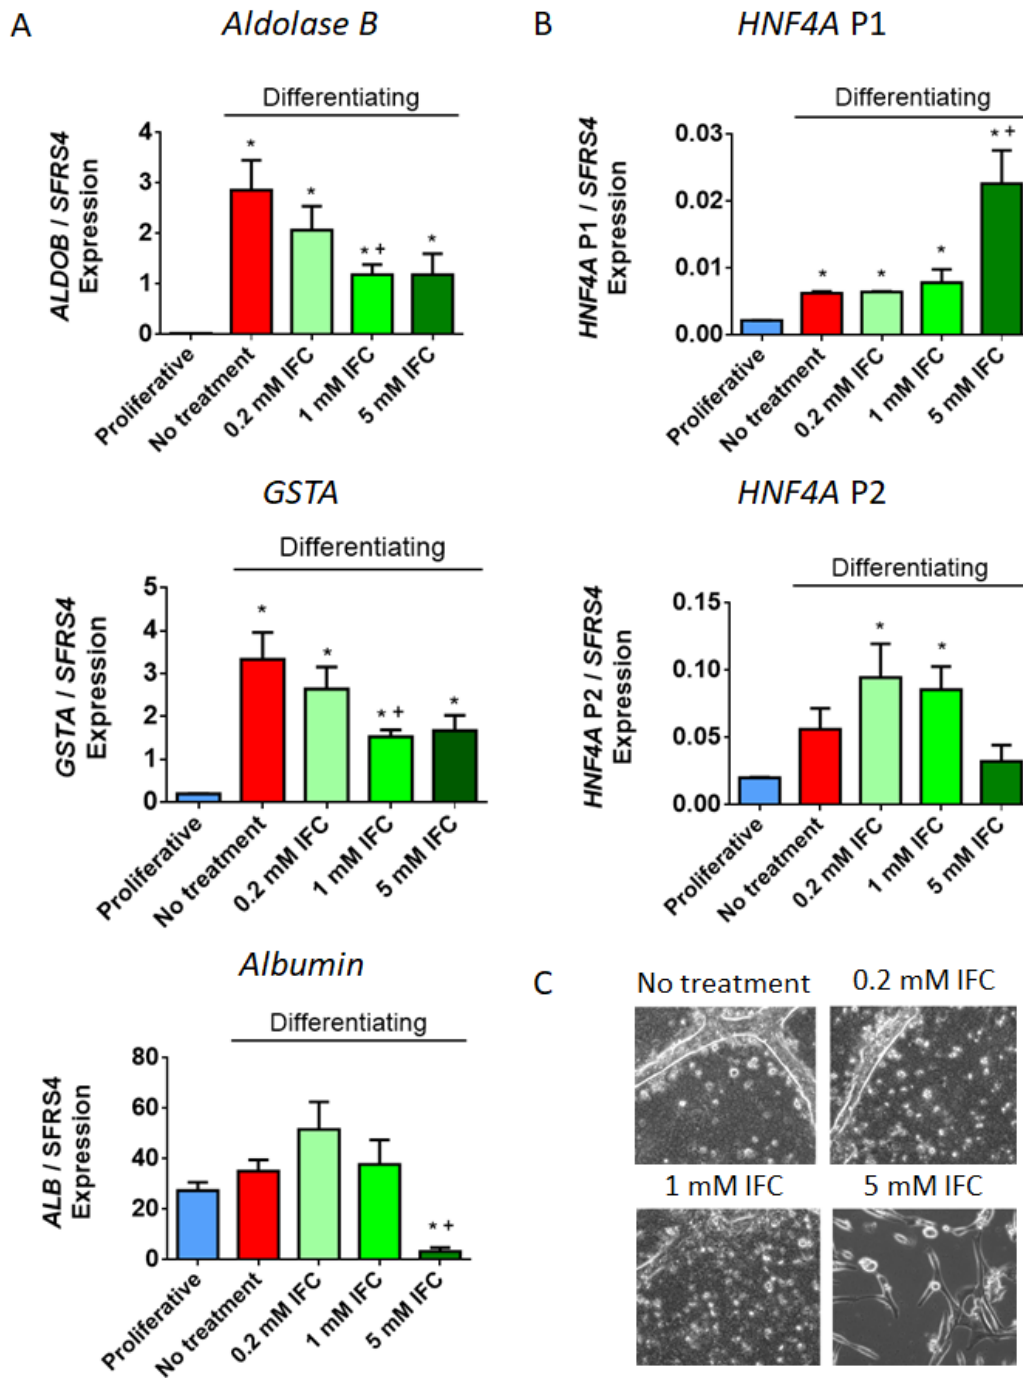 A
Aldolase B
Differentiating
ALDOB / SFRS4
Expression
4
3
2
1
0
* * * + *
Proliferative
No treatment
0.2 mM IFC
1 mM IFC
5 mM IFC
GSTA
Differentiating
GSTA / SFRS4
Expression
5
4
3
2
1
0
* * * + *
Proliferative
No treatment
0.2 mM IFC
1 mM IFC
5 mM IFC
Albumin
Differentiating
ALB / SFRS4
Expression
80
60
40
20
0
* +
Proliferative
No treatment
0.2 mM IFC
1 mM IFC
5 mM IFC
B
HNF4A P1
Differentiating
HNF4A P1 / SFRS4
Expression
0.03
0.02
0.01
0.00
* * * * +
Proliferative
No treatment
0.2 mM IFC
1 mM IFC
5 mM IFC
HNF4A P2
Differentiating
HNF4A P2 / SFRS4
Expression
0.15
0.10
0.05
0.00
* *
Proliferative
No treatment
0.2 mM IFC
1 mM IFC
5 mM IFC
C
No treatment
0.2 mM IFC
1 mM IFC
5 mM IFC